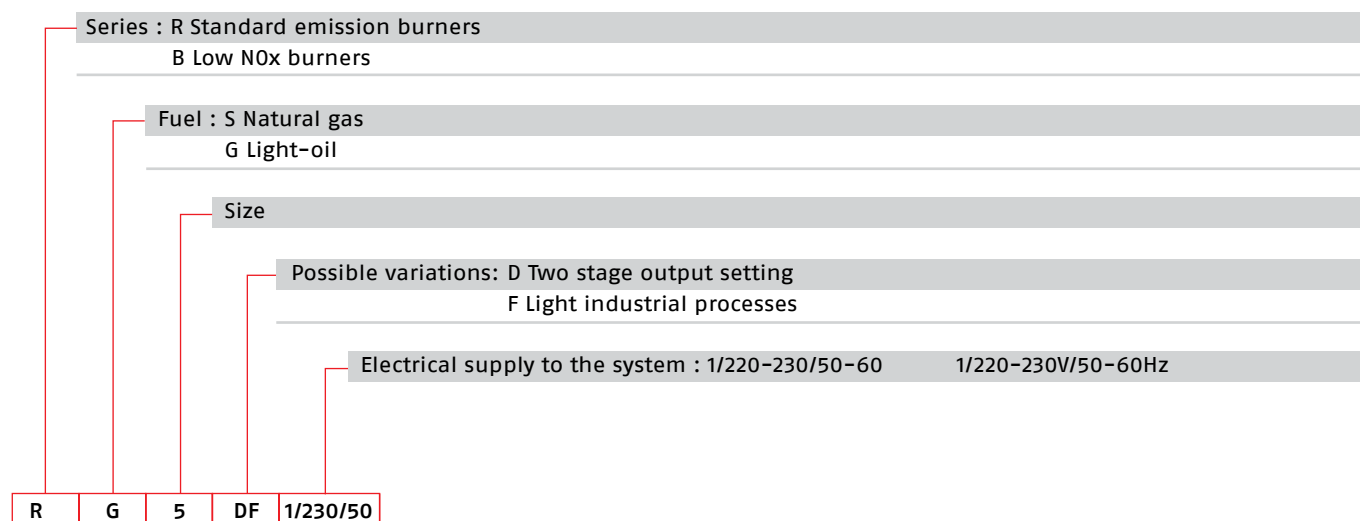 Series : R Standard emission burners
B Low N0x burners
Fuel : S Natural gas
G Light-oil
Size
Possible variations: D Two stage output setting
F Light industrial processes
Electrical supply to the system : 1/220-230/50-60 1/220-230V/50-60Hz
R G 5 DF 1/230/50